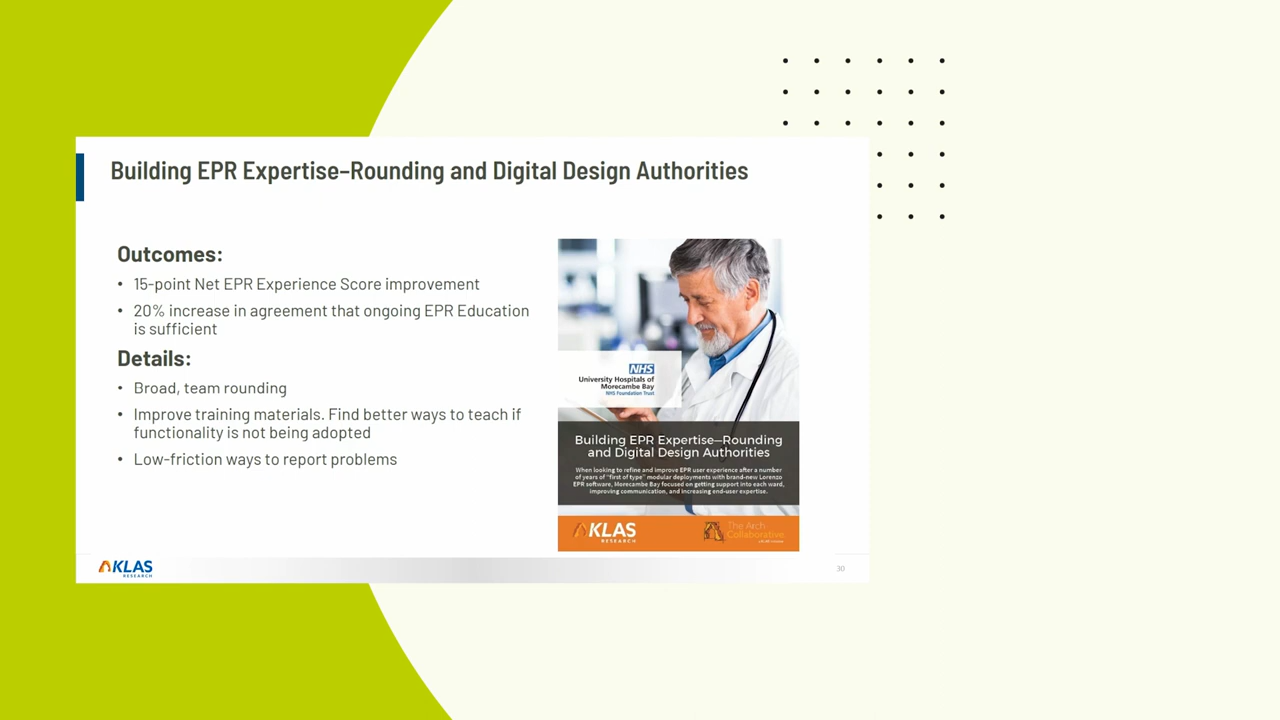 Building EPR Expertise–Rounding and Digital Design Authorities
Outcomes:
• 15-point Net EPR Experience Score improvement
• 20% increase in agreement that ongoing EPR Education
is sufficient
Details:
• Broad, team rounding
• Improve training materials. Find better ways to teach if
functionality is not being adopted
• Low-friction ways to report problems
NHS
University Hospitals of
Morecambe Bay
NHS Foundation Trust
Building EPR Expertise—Rounding
and Digital Design Authorities
When looking to refine and improve EPR user experience after a number
of years of "first of type" modular deployments with brand-new Lorenzo
EPR software, Morecambe Bay focused on getting support into each ward,
improving communication, and increasing end-user expertise.
KLAS
RESEARCH
The Arch
Collaborative
KLAS
RESEARCH
30